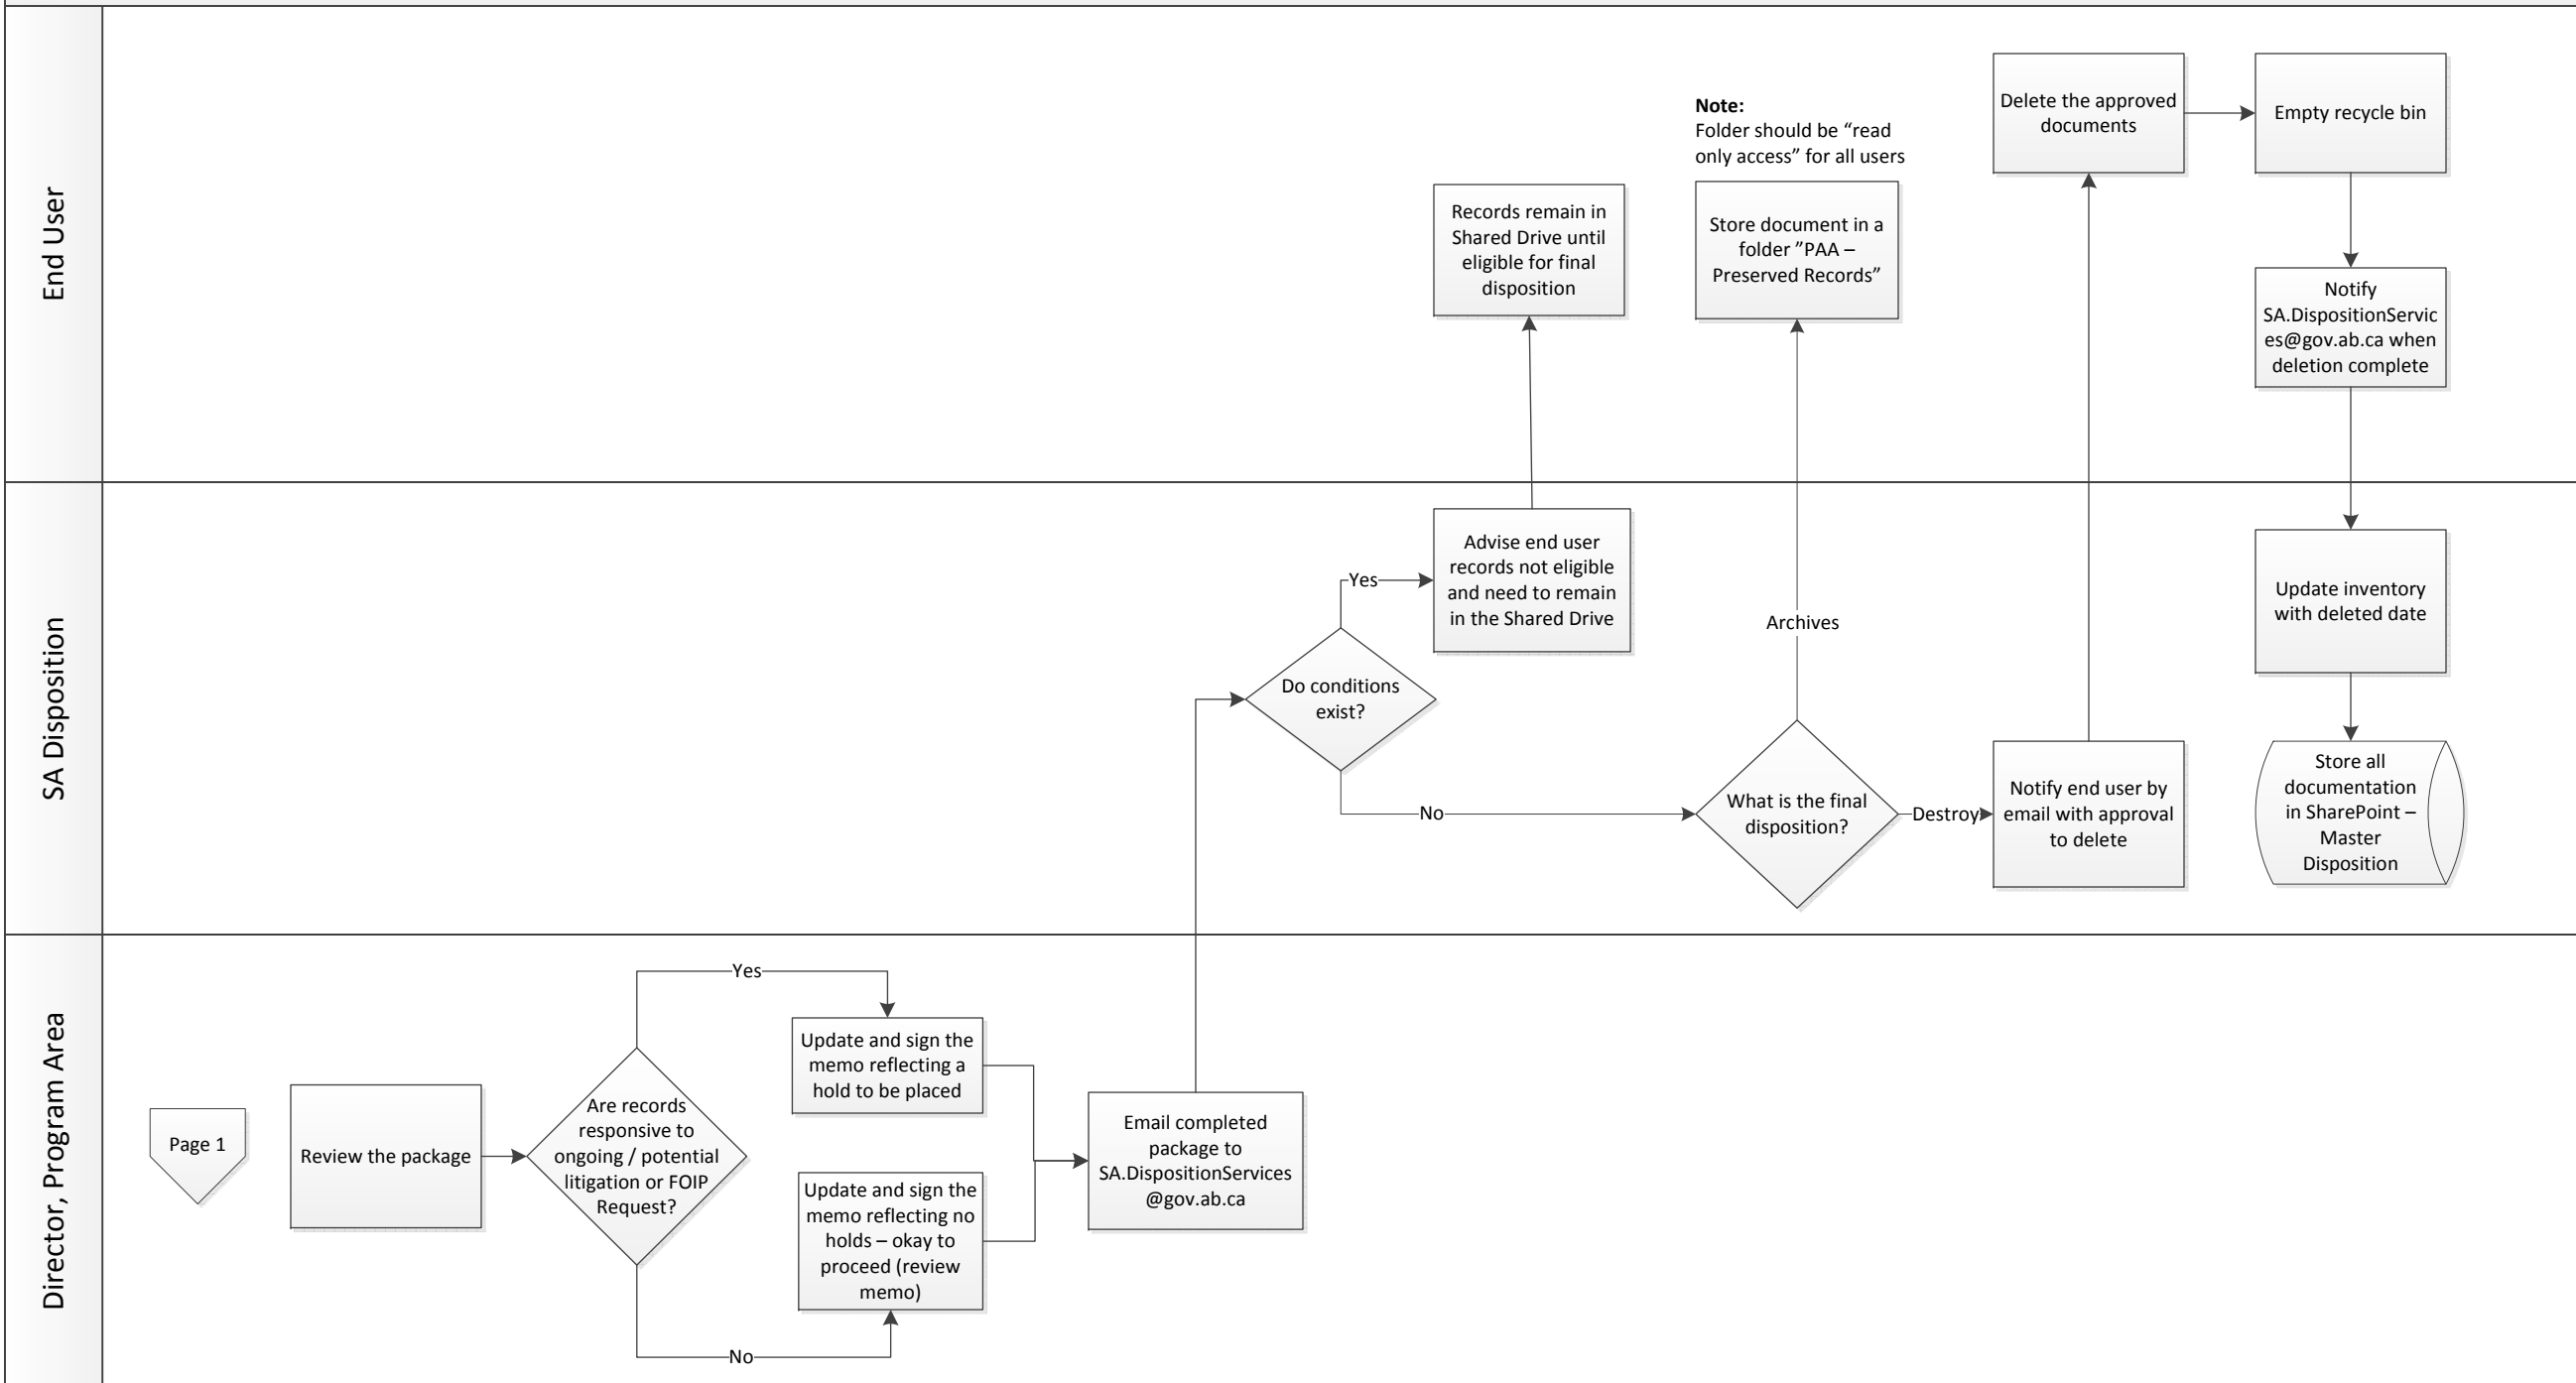 End User
Note:
Folder should be “read
only access” for all users
Records remain in
Shared Drive until
eligible for final
disposition
Store document in a
folder ”PAA –
Preserved Records”
Delete the approved
documents
Empty recycle bin
Notify
SA.DispositionServic
es@gov.ab.ca when
deletion complete
SA Disposition
Advise end user
records not eligible
and need to remain
in the Shared Drive
Yes
Do conditions
exist?
No
Archives
What is the final
disposition?
Destroy
Notify end user by
email with approval
to delete
Update inventory
with deleted date
Store all
documentation
in SharePoint –
Master
Disposition
Director, Program Area
Page 1
Review the package
Are records
responsive to
ongoing / potential
litigation or FOIP
Request?
Yes
Update and sign the
memo reflecting a
hold to be placed
No
Update and sign the
memo reflecting no
holds – okay to
proceed (review
memo)
Email completed
package to
SA.DispositionServices
@gov.ab.ca